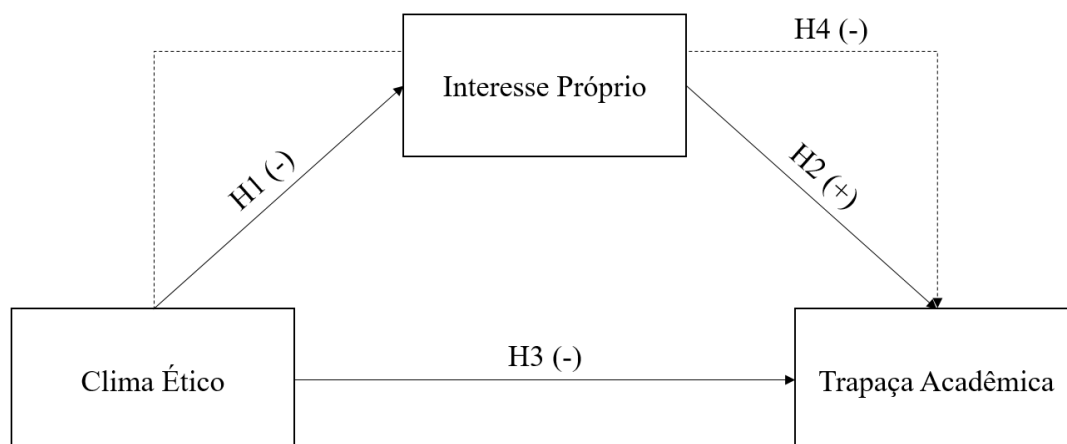 H4 (-)
Interesse Próprio
H1 (-)
H2 (+)
H3 (-)
Clima Ético
Trapaça Acadêmica